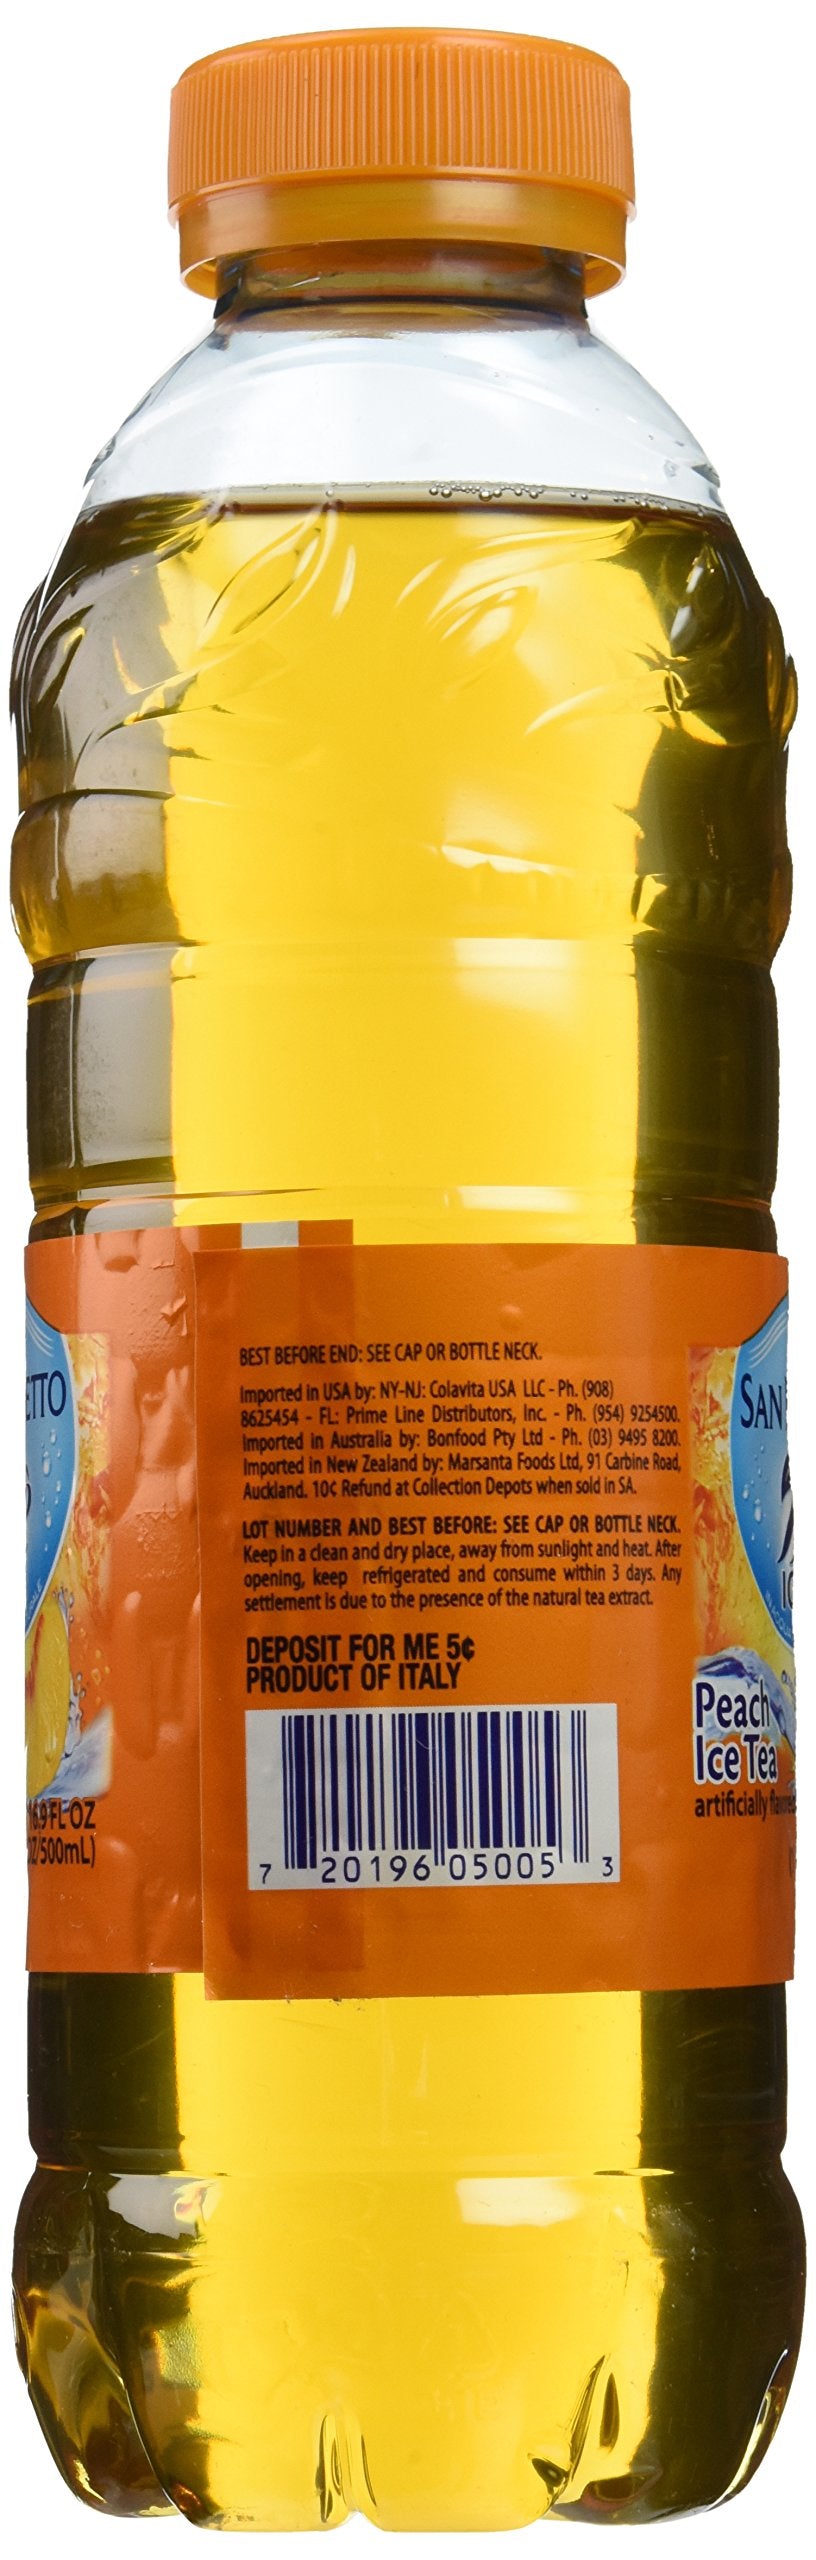 BEST BEFORE END: SEE CAP OR BOTTLE NECK.
Imported in USA by: NY-NJ: Colavita USA LLC - Ph. (908)
8625454 - FL: Prime Line Distributors, Inc. - Ph. (954) 9254500.
Imported in Australia by: Bonfood Pty Ltd - Ph. (03) 9495 8200.
Imported in New Zealand by: Marsanta Foods Ltd, 91 Carbine Road,
Auckland. 10¢ Refund at Collection Depots when sold in SA.
LOT NUMBER AND BEST BEFORE: SEE CAP OR BOTTLE NECK.
Keep in a clean and dry place, away from sunlight and heat. After
opening, keep refrigerated and consume within 3 days. Any
settlement is due to the presence of the natural tea extract.
DEPOSIT FOR ME 5¢
PRODUCT OF ITALY
7 20196 05005 3
ETTO
16.9 FL OZ
OZ/500mL)
SAN
Peach
Ice Tea
artificially flavored